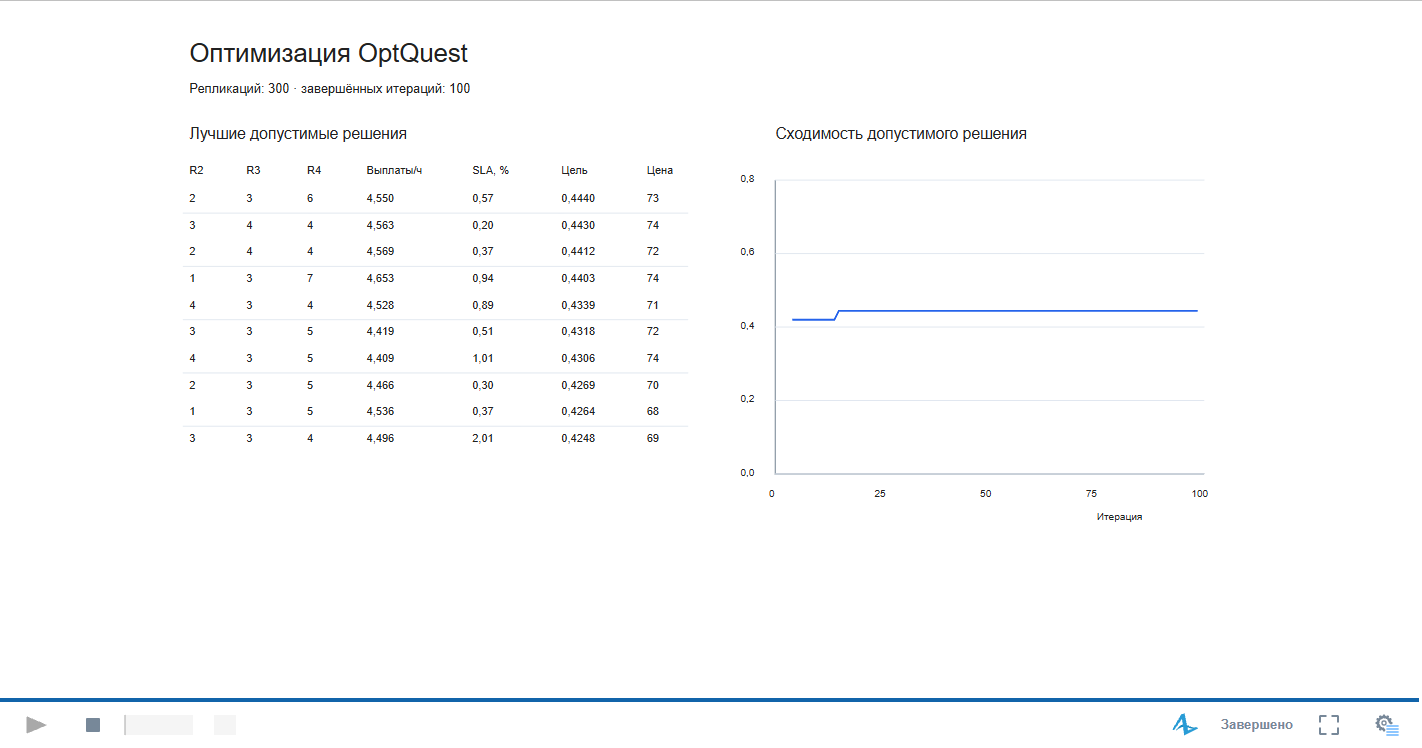 Оптимизация OptQuest
Репликаций: 300 · завершённых итераций: 100
Лучшие допустимые решения
R2 R3 R4 Выплаты/ч SLA, % Цель Цена
2 3 6 4,550 0,57 0,4440 73
3 4 4 4,563 0,20 0,4430 74
2 4 4 4,569 0,37 0,4412 72
1 3 7 4,653 0,94 0,4403 74
4 3 4 4,528 0,89 0,4339 71
3 3 5 4,419 0,51 0,4318 72
4 3 5 4,409 1,01 0,4306 74
2 3 5 4,466 0,30 0,4269 70
1 3 5 4,536 0,37 0,4264 68
3 3 4 4,496 2,01 0,4248 69
Сходимость допустимого решения
0,8
0,6
0,4
0,2
0,0
0 25 50 75 100
Итерация
Завершено